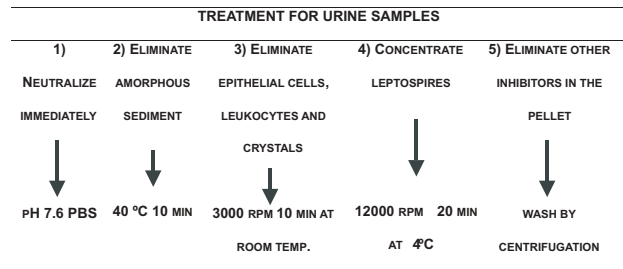 TREATMENT FOR URINE SAMPLES
1)
NEUTRALIZE
IMMEDIATELY
2) ELIMINATE
AMORPHOUS
SEDIMENT
3) ELIMINATE
EPITHELIAL CELLS,
LEUKOCYTES AND
CRYSTALS
4) CONCENTRATE
LEPTOSPIRES
5) ELIMINATE OTHER
INHIBITORS IN THE
PELLET
PH 7.6 PBS
40 ºC 10 MIN
3000 RPM 10 MIN AT
ROOM TEMP.
12000 RPM 20 MIN
AT 4ºC
WASH BY
CENTRIFUGATION